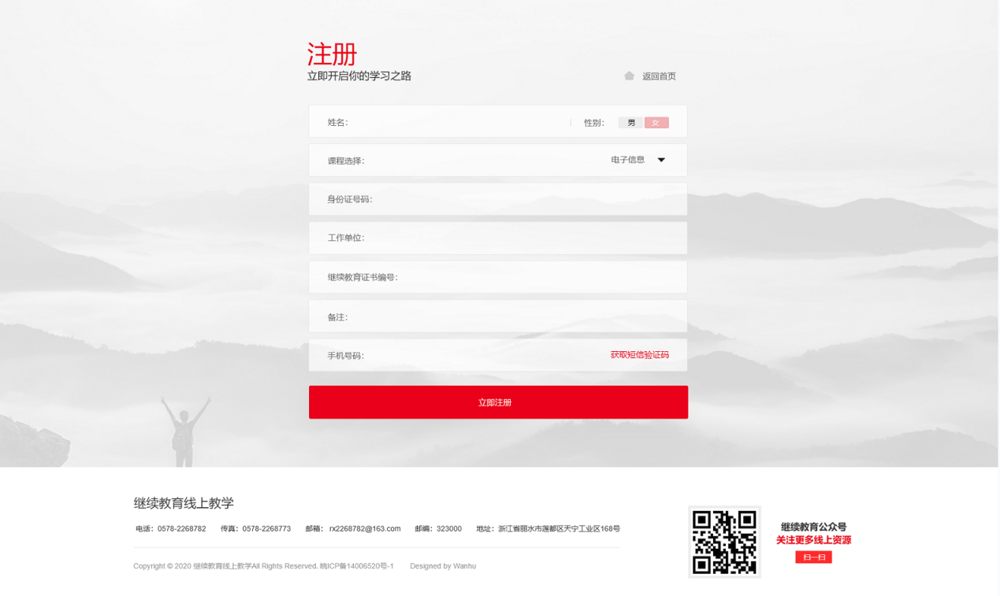 注册
立即开启你的学习之路
返回首页
姓名： 性别： 男 女
课程选择： 电子信息
身份证号码：
工作单位：
继续教育证书编号：
备注：
手机号码： 获取短信验证码
立即注册
继续教育线上教学
电话：0578-2268782 传真：0578-2268773 邮箱： rx2268782@163.com 邮编：323000 地址：浙江省丽水市莲都区天宁工业区168号
Copyright © 2020 继续教育线上教学All Rights Reserved. 皖ICP备14006520号-1 Designed by Wanhu
继续教育公众号
关注更多线上资源
扫一扫